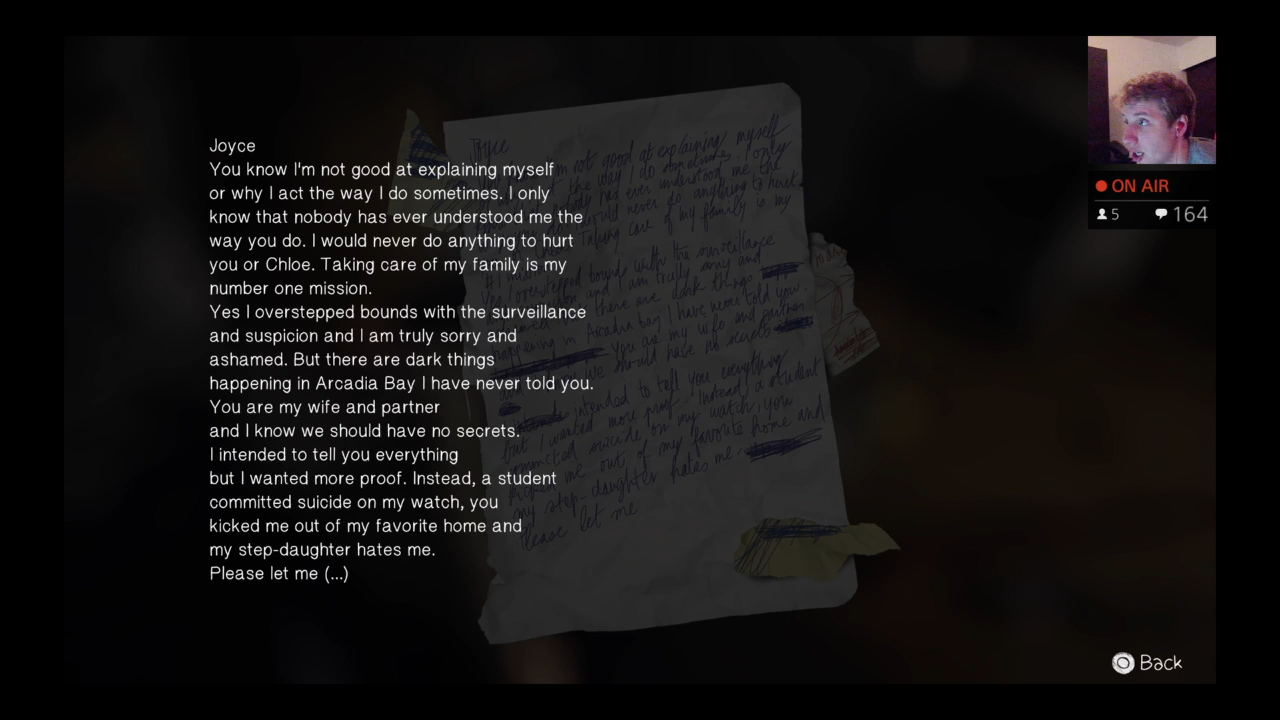 Joyce
You know I'm not good at explaining myself
or why I act the way I do sometimes. I only
know that nobody has ever understood me the
way you do. I would never do anything to hurt
you or Chloe. Taking care of my family is my
number one mission.
Yes I overstepped bounds with the surveillance
and suspicion and I am truly sorry and
ashamed. But there are dark things
happening in Arcadia Bay I have never told you.
You are my wife and partner
and I know we should have no secrets.
I intended to tell you everything
but I wanted more proof. Instead, a student
committed suicide on my watch, you
kicked me out of my favorite home and
my step-daughter hates me.
Please let me (...)
ON AIR
5 164
Back